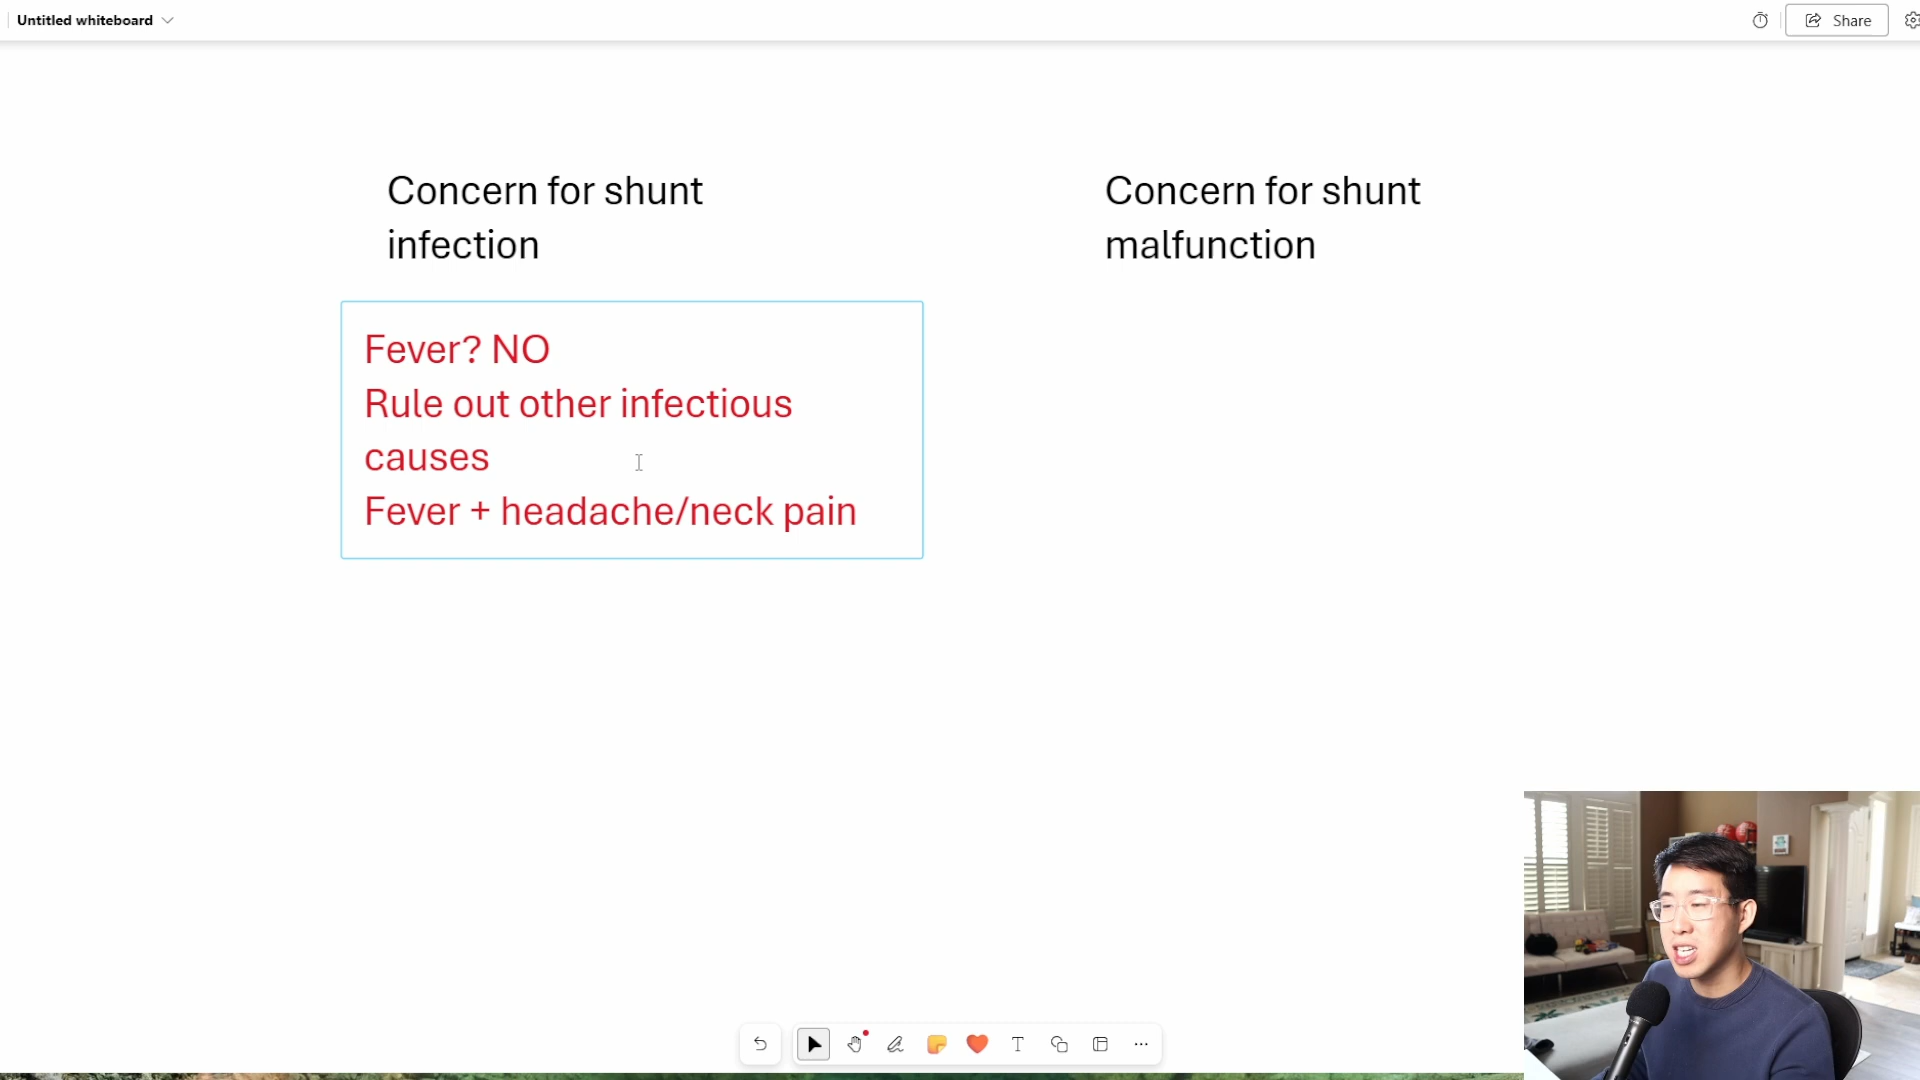 Untitled whiteboard
Share
Concern for shunt
infection
Concern for shunt
malfunction
Fever? NO
Rule out other infectious
causes
Fever + headache/neck pain